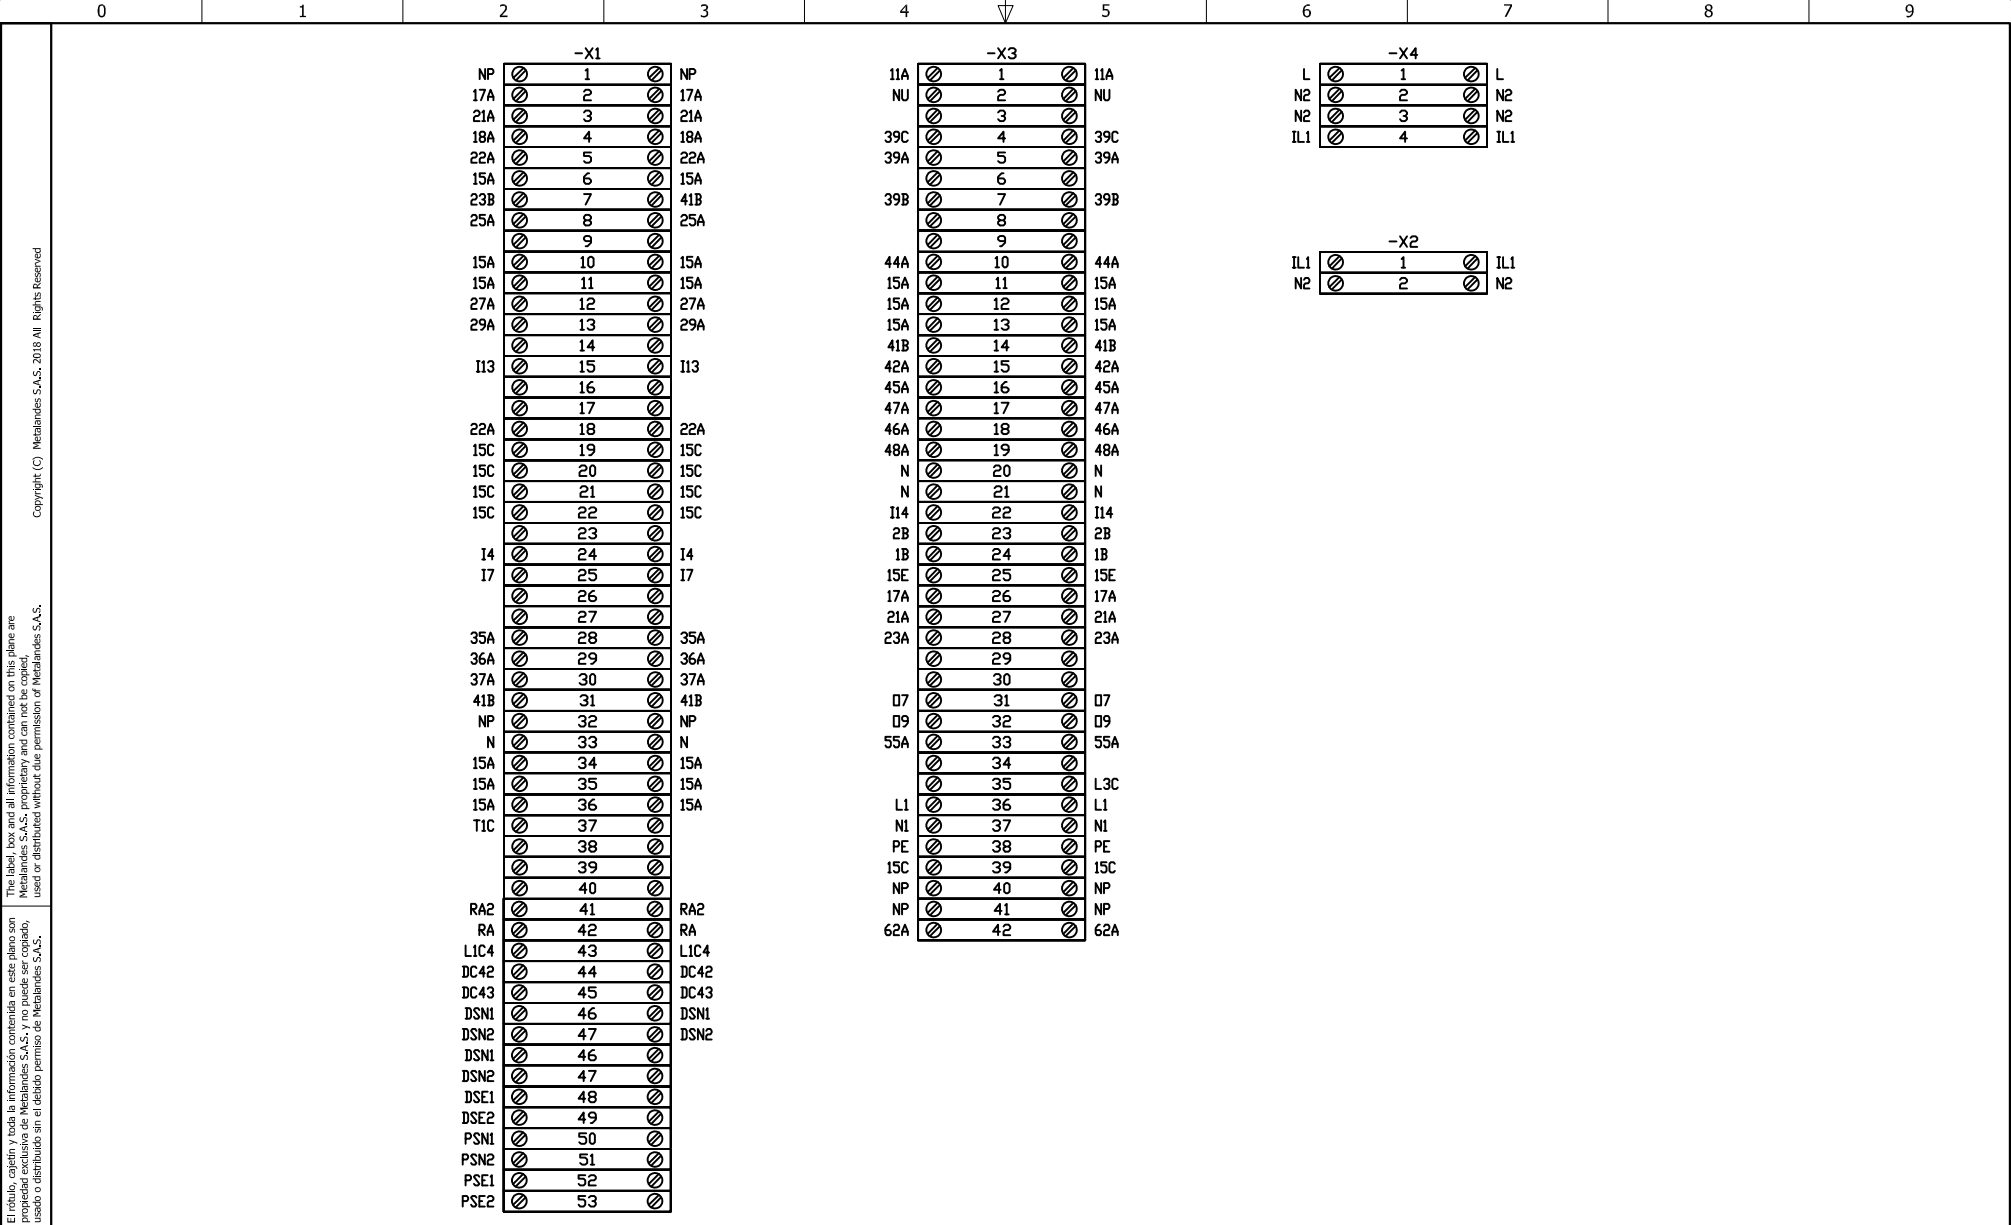 0 1 2 3 4 5 6 7 8 9
-X1
NP 1 NP
17A 2 17A
21A 3 21A
18A 4 18A
22A 5 22A
15A 6 15A
23B 7 41B
25A 8 25A
9
15A 10 15A
15A 11 15A
27A 12 27A
29A 13 29A
14
I13 15 I13
16
17
22A 18 22A
15C 19 15C
15C 20 15C
15C 21 15C
15C 22 15C
23
I4 24 I4
I7 25 I7
26
27
35A 28 35A
36A 29 36A
37A 30 37A
41B 31 41B
NP 32 NP
N 33 N
15A 34 15A
15A 35 15A
15A 36 15A
T1C 37
38
39
40
RA2 41 RA2
RA 42 RA
L1C4 43 L1C4
DC42 44 DC42
DC43 45 DC43
DSN1 46 DSN1
DSN2 47 DSN2
DSN1 46
DSN2 47
DSE1 48
DSE2 49
PSN1 50
PSN2 51
PSE1 52
PSE2 53
-X3
11A 1 11A
NU 2 NU
3
39C 4 39C
39A 5 39A
6
39B 7 39B
8
9
44A 10 44A
15A 11 15A
15A 12 15A
15A 13 15A
41B 14 41B
42A 15 42A
45A 16 45A
47A 17 47A
46A 18 46A
48A 19 48A
N 20 N
N 21 N
I14 22 I14
2B 23 2B
1B 24 1B
15E 25 15E
17A 26 17A
21A 27 21A
23A 28 23A
29
30
O7 31 O7
O9 32 O9
55A 33 55A
34
35 L3C
L1 36 L1
N1 37 N1
PE 38 PE
15C 39 15C
NP 40 NP
NP 41 NP
62A 42 62A
-X4
L 1 L
N2 2 N2
N2 3 N2
IL1 4 IL1
-X2
IL1 1 IL1
N2 2 N2
The label, box and all information contained on this plane are
Metalandes S.A.S. proprietary and can not be copied,
used or distributed without due permission of Metalandes S.A.S.
Copyright (C) Metalandes S.A.S. 2018 All Rights Reserved
El rótulo, cajetín y toda la información contenida en este plano son
propiedad exclusiva de Metalandes S.A.S. y no puede ser copiado,
usado o distribuido sin el debido permiso de Metalandes S.A.S.